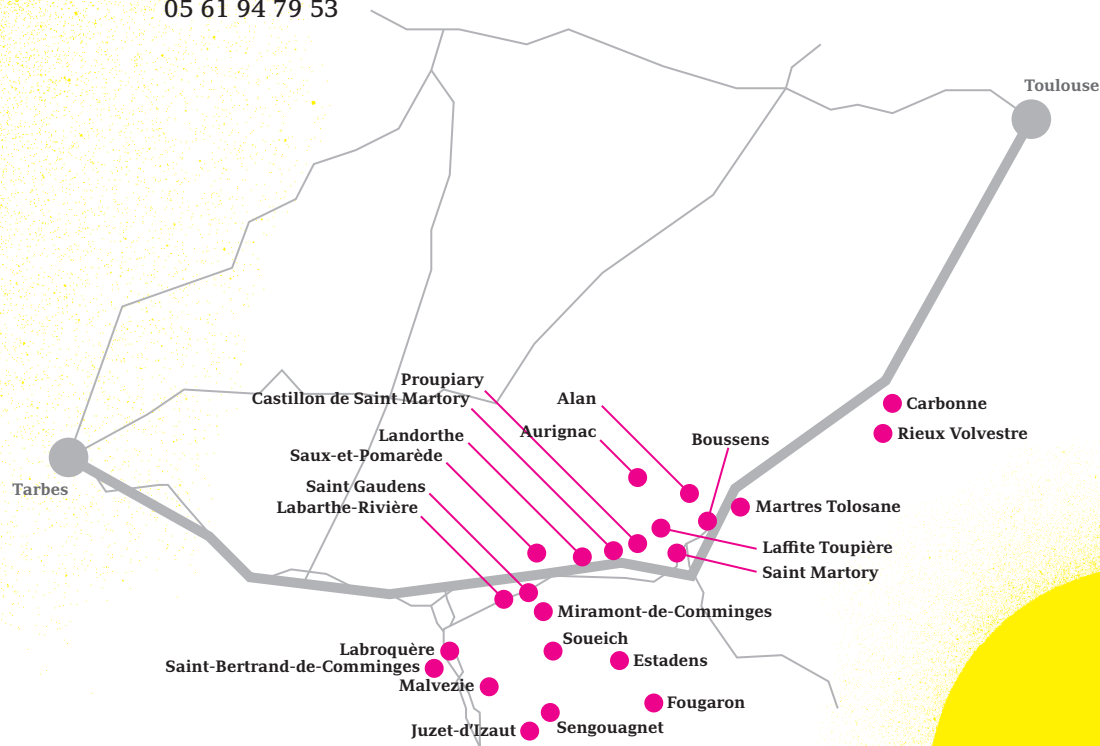 05 61 94 79 53
Toulouse
Proupiary
Castillon de Saint Martory
Alan
Carbonne
Landorthe
Aurignac
Rieux Volvestre
Boussens
Saux-et-Pomarède
Saint Gaudens
Tarbes
Labarthe-Rivière
Martres Tolosane
Laffite Toupière
Saint Martory
Miramont-de-Comminges
Soueich
Labroquère
Estadens
Saint-Bertrand-de-Comminges
Malvezie
Fougaron
Sengouagnet
Juzet-d'Izaut